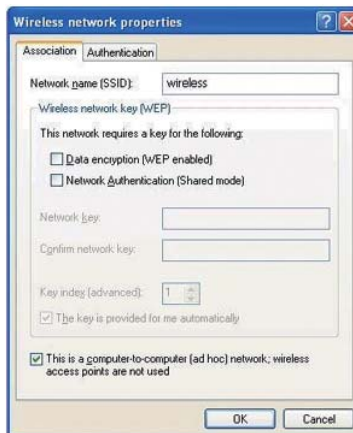 Wireless network properties
Association Authentication
Network name (SSID): wireless
Wireless network key (WEP)
This network requires a key for the following:
Data encryption (WEP enabled)
Network Authentication (Shared mode)
Network key:
Confirm network key:
Key index (advanced): 1
The key is provided for me automatically
This is a computer-to-computer (ad hoc) network; wireless
access points are not used
OK Cancel